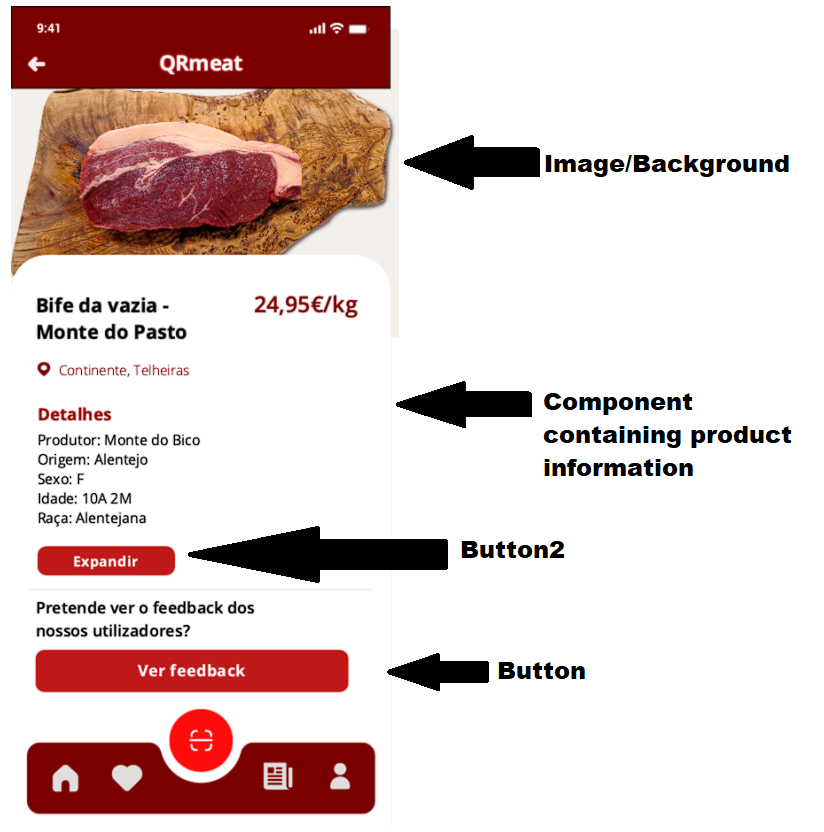 9:41
QRmeat
Image/Background
Bife da vazia -
Monte do Pasto
24,95€/kg
Continente, Telheiras
Component
containing product
information
Detalhes
Produtor: Monte do Bico
Origem: Alentejo
Sexo: F
Idade: 10A 2M
Raça: Alentejana
Expandir
Button2
Pretende ver o feedback dos
nossos utilizadores?
Ver feedback
Button